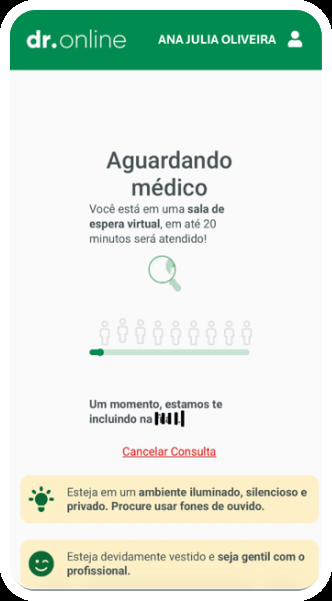 dr.online
ANA JULIA OLIVEIRA
Aguardando
médico
Você está em uma sala de
espera virtual, em até 20
minutos será atendido!
Um momento, estamos te
incluindo na
Cancelar Consulta
Esteja em um ambiente iluminado, silencioso e
privado. Procure usar fones de ouvido.
Esteja devidamente vestido e seja gentil com o
profissional.